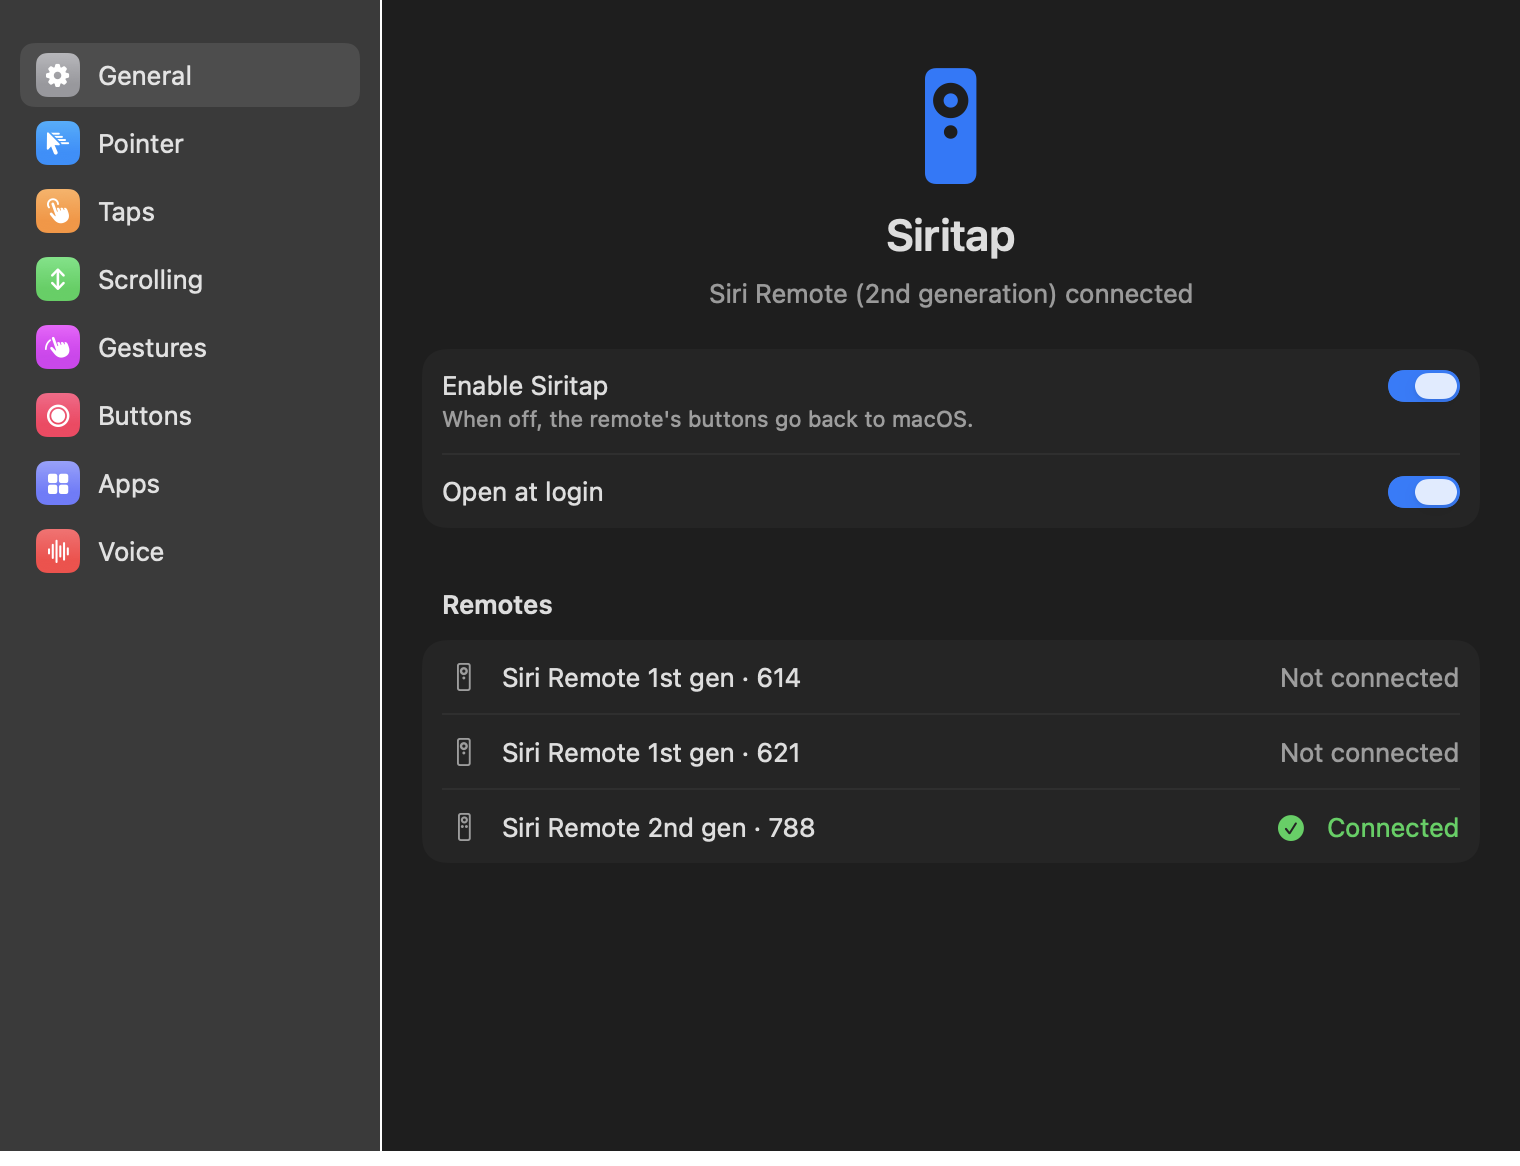 General
Pointer
Taps
Scrolling
Gestures
Buttons
Apps
Voice
Siritap
Siri Remote (2nd generation) connected
Enable Siritap
When off, the remote's buttons go back to macOS.
Open at login
Remotes
Siri Remote 1st gen · 614 Not connected
Siri Remote 1st gen · 621 Not connected
Siri Remote 2nd gen · 788 Connected